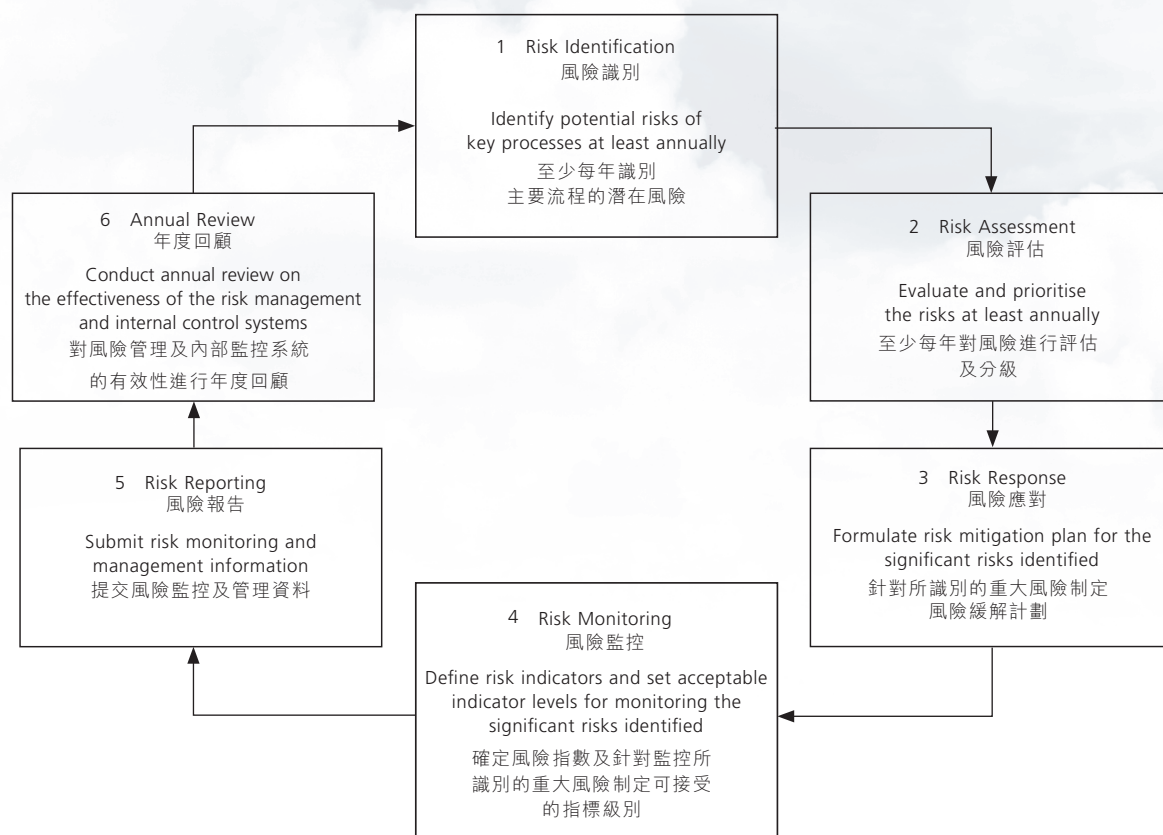 1 Risk Identification
風險識別
Identify potential risks of
key processes at least annually
至少每年識別
主要流程的潛在風險
2 Risk Assessment
風險評估
Evaluate and prioritise
the risks at least annually
至少每年對風險進行評估
及分級
3 Risk Response
風險應對
Formulate risk mitigation plan for the
significant risks identified
針對所識別的重大風險制定
風險緩解計劃
4 Risk Monitoring
風險監控
Define risk indicators and set acceptable
indicator levels for monitoring the
significant risks identified
確定風險指數及針對監控所
識別的重大風險制定可接受
的指標級別
5 Risk Reporting
風險報告
Submit risk monitoring and
management information
提交風險監控及管理資料
6 Annual Review
年度回顧
Conduct annual review on
the effectiveness of the risk management
and internal control systems
對風險管理及內部監控系統
的有效性進行年度回顧